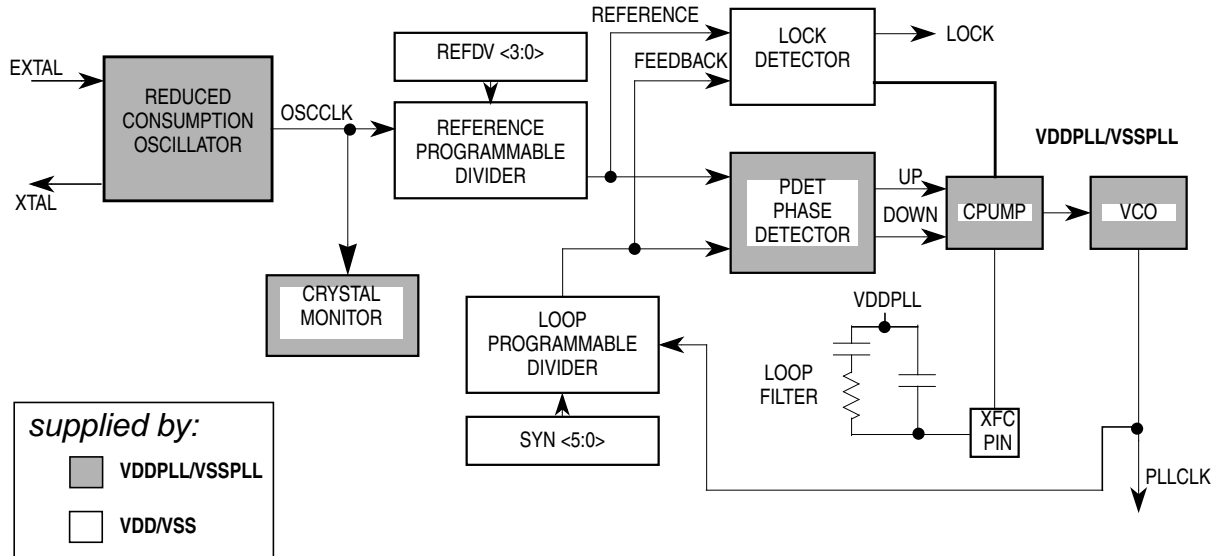 REFERENCE
REFDV <3:0>
LOCK
DETECTOR
LOCK
FEEDBACK
EXTAL
REDUCED
CONSUMPTION
OSCILLATOR
OSCCLK
REFERENCE
PROGRAMMABLE
DIVIDER
XTAL
VDDPLL/VSSPLL
PDET
PHASE
DETECTOR
UP
DOWN
CPUMP
VCO
CRYSTAL
MONITOR
LOOP
PROGRAMMABLE
DIVIDER
VDDPLL
LOOP
FILTER
XFC
PIN
SYN <5:0>
PLLCLK
supplied by:
VDDPLL/VSSPLL
VDD/VSS